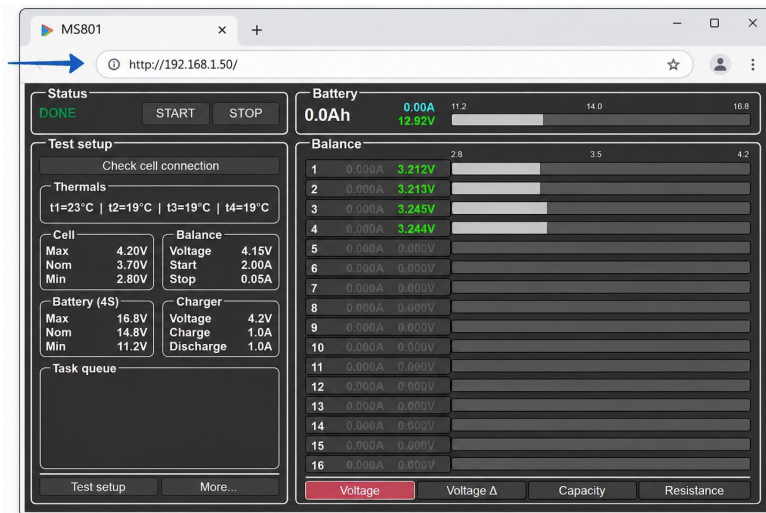 MS801
http://192.168.1.50/
Status
DONE START STOP
Test setup
Check cell connection
Thermals
t1=23°C | t2=19°C | t3=19°C | t4=19°C
Cell
Max 4.20V
Nom 3.70V
Min 2.80V
Balance
Voltage 4.15V
Start 2.00A
Stop 0.05A
Battery (4S)
Max 16.8V
Nom 14.8V
Min 11.2V
Charger
Voltage 4.2V
Charge 1.0A
Discharge 1.0A
Task queue
Test setup More...
Battery
0.0Ah 0.00A 12.92V
11.2 14.0 16.8
Balance
2.8 3.5 4.2
1 0.000A 3.212V
2 0.000A 3.213V
3 0.000A 3.245V
4 0.000A 3.244V
5 0.000A 0.000V
6 0.000A 0.000V
7 0.000A 0.000V
8 0.000A 0.000V
9 0.000A 0.000V
10 0.000A 0.000V
11 0.000A 0.000V
12 0.000A 0.000V
13 0.000A 0.000V
14 0.000A 0.000V
15 0.000A 0.000V
16 0.000A 0.000V
Voltage Voltage Δ Capacity Resistance